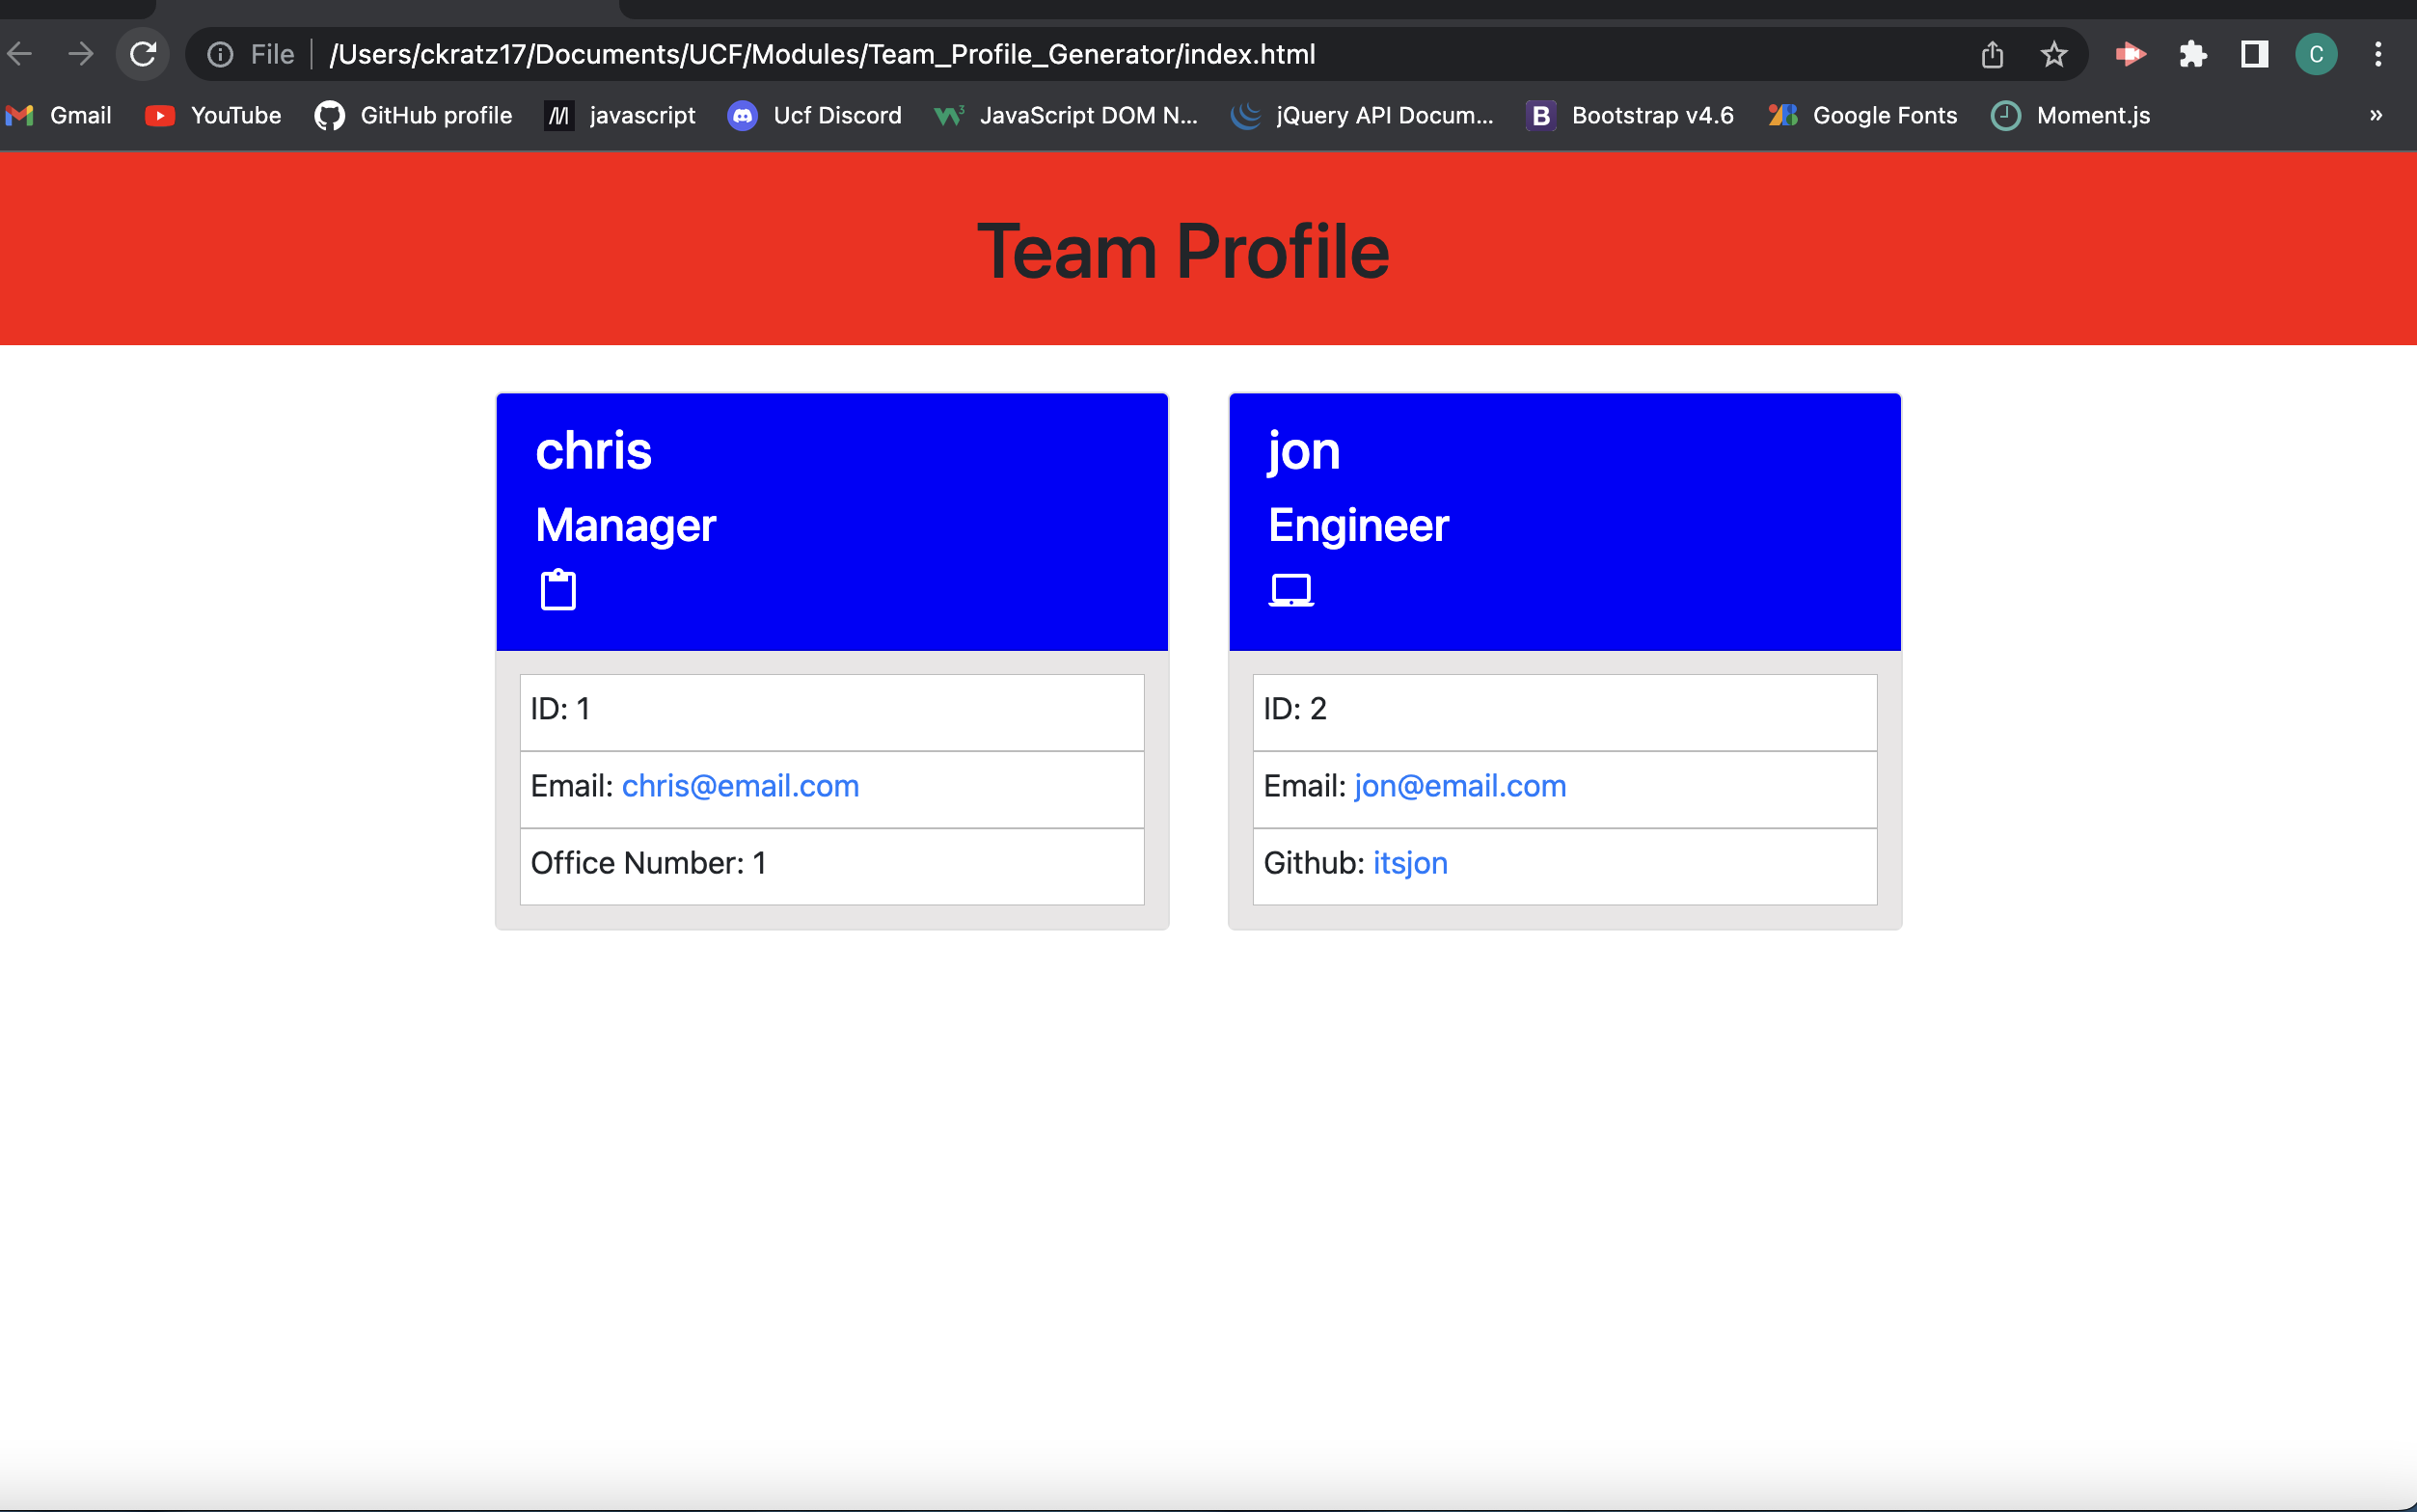 File /Users/ckratz17/Documents/UCF/Modules/Team_Profile_Generator/index.html C
Gmail YouTube GitHub profile javascript Ucf Discord JavaScript DOM N... jQuery API Docum... B Bootstrap v4.6 Google Fonts Moment.js »
Team Profile
chris
Manager
ID: 1
Email: chris@email.com
Office Number: 1
jon
Engineer
ID: 2
Email: jon@email.com
Github: itsjon